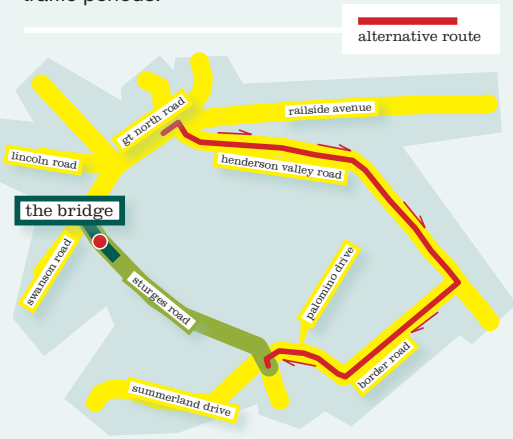 traffic periods.
alternative route
gt north road
railside avenue
lincoln road
henderson valley road
the bridge
swanson road
sturges road
palomino drive
border road
summerland drive